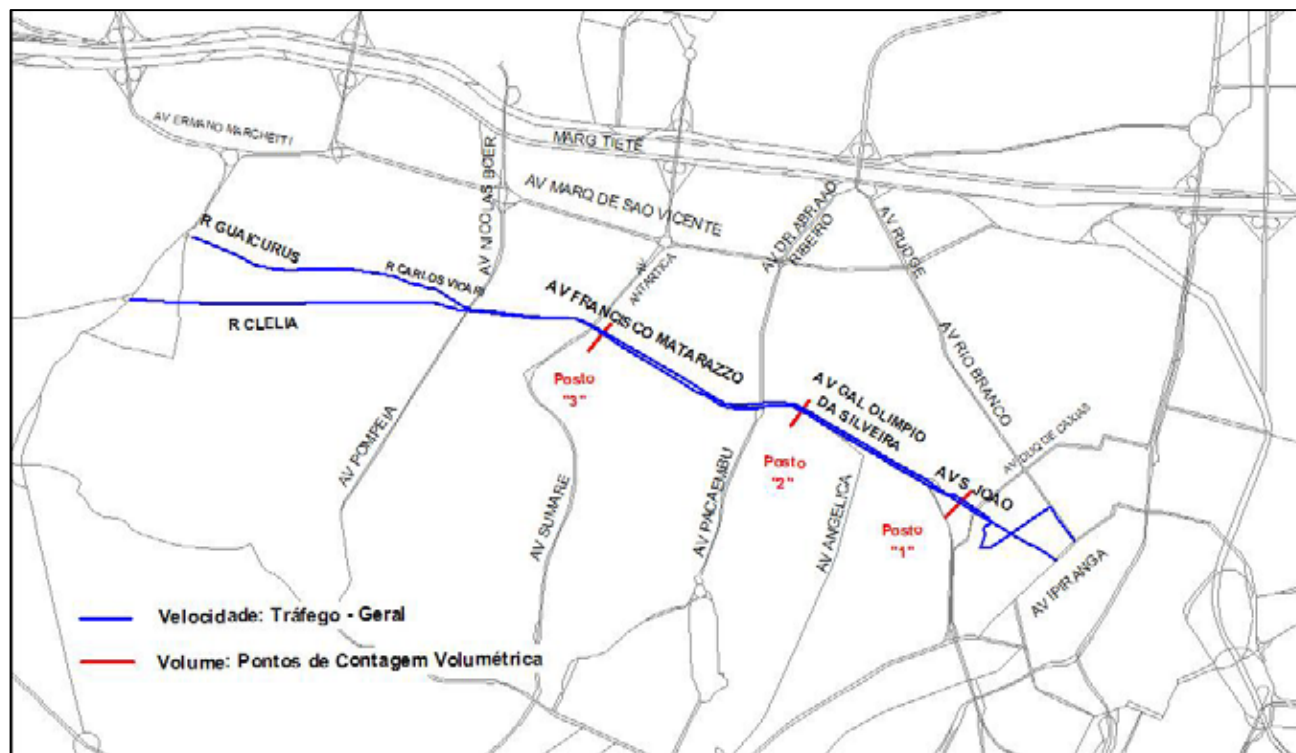 AV ERMANO MARCHETTI
MARG TIETE
AV NICOLAS BOER
AV MARQ DE SAO VICENTE
AV DR ABRAAO
RIBEIRO
AV RUDGE
R GUAICURUS
R CARLOS VICARI
AV
ANTARTICA
R CLELIA
AV FRANCISCO MATARAZZO
AV RIO BRANCO
Posto
"3"
AV GAL OLIMPIO
DA SILVEIRA
AV DUQ DE CAXIAS
AV POMPEIA
Posto
"2"
AV S JOAO
AV SUMARE
AV PACAEMBU
AV ANGELICA
Posto
"1"
AV IPIRANGA
Velocidade: Tráfego - Geral
Volume: Pontos de Contagem Volumétrica